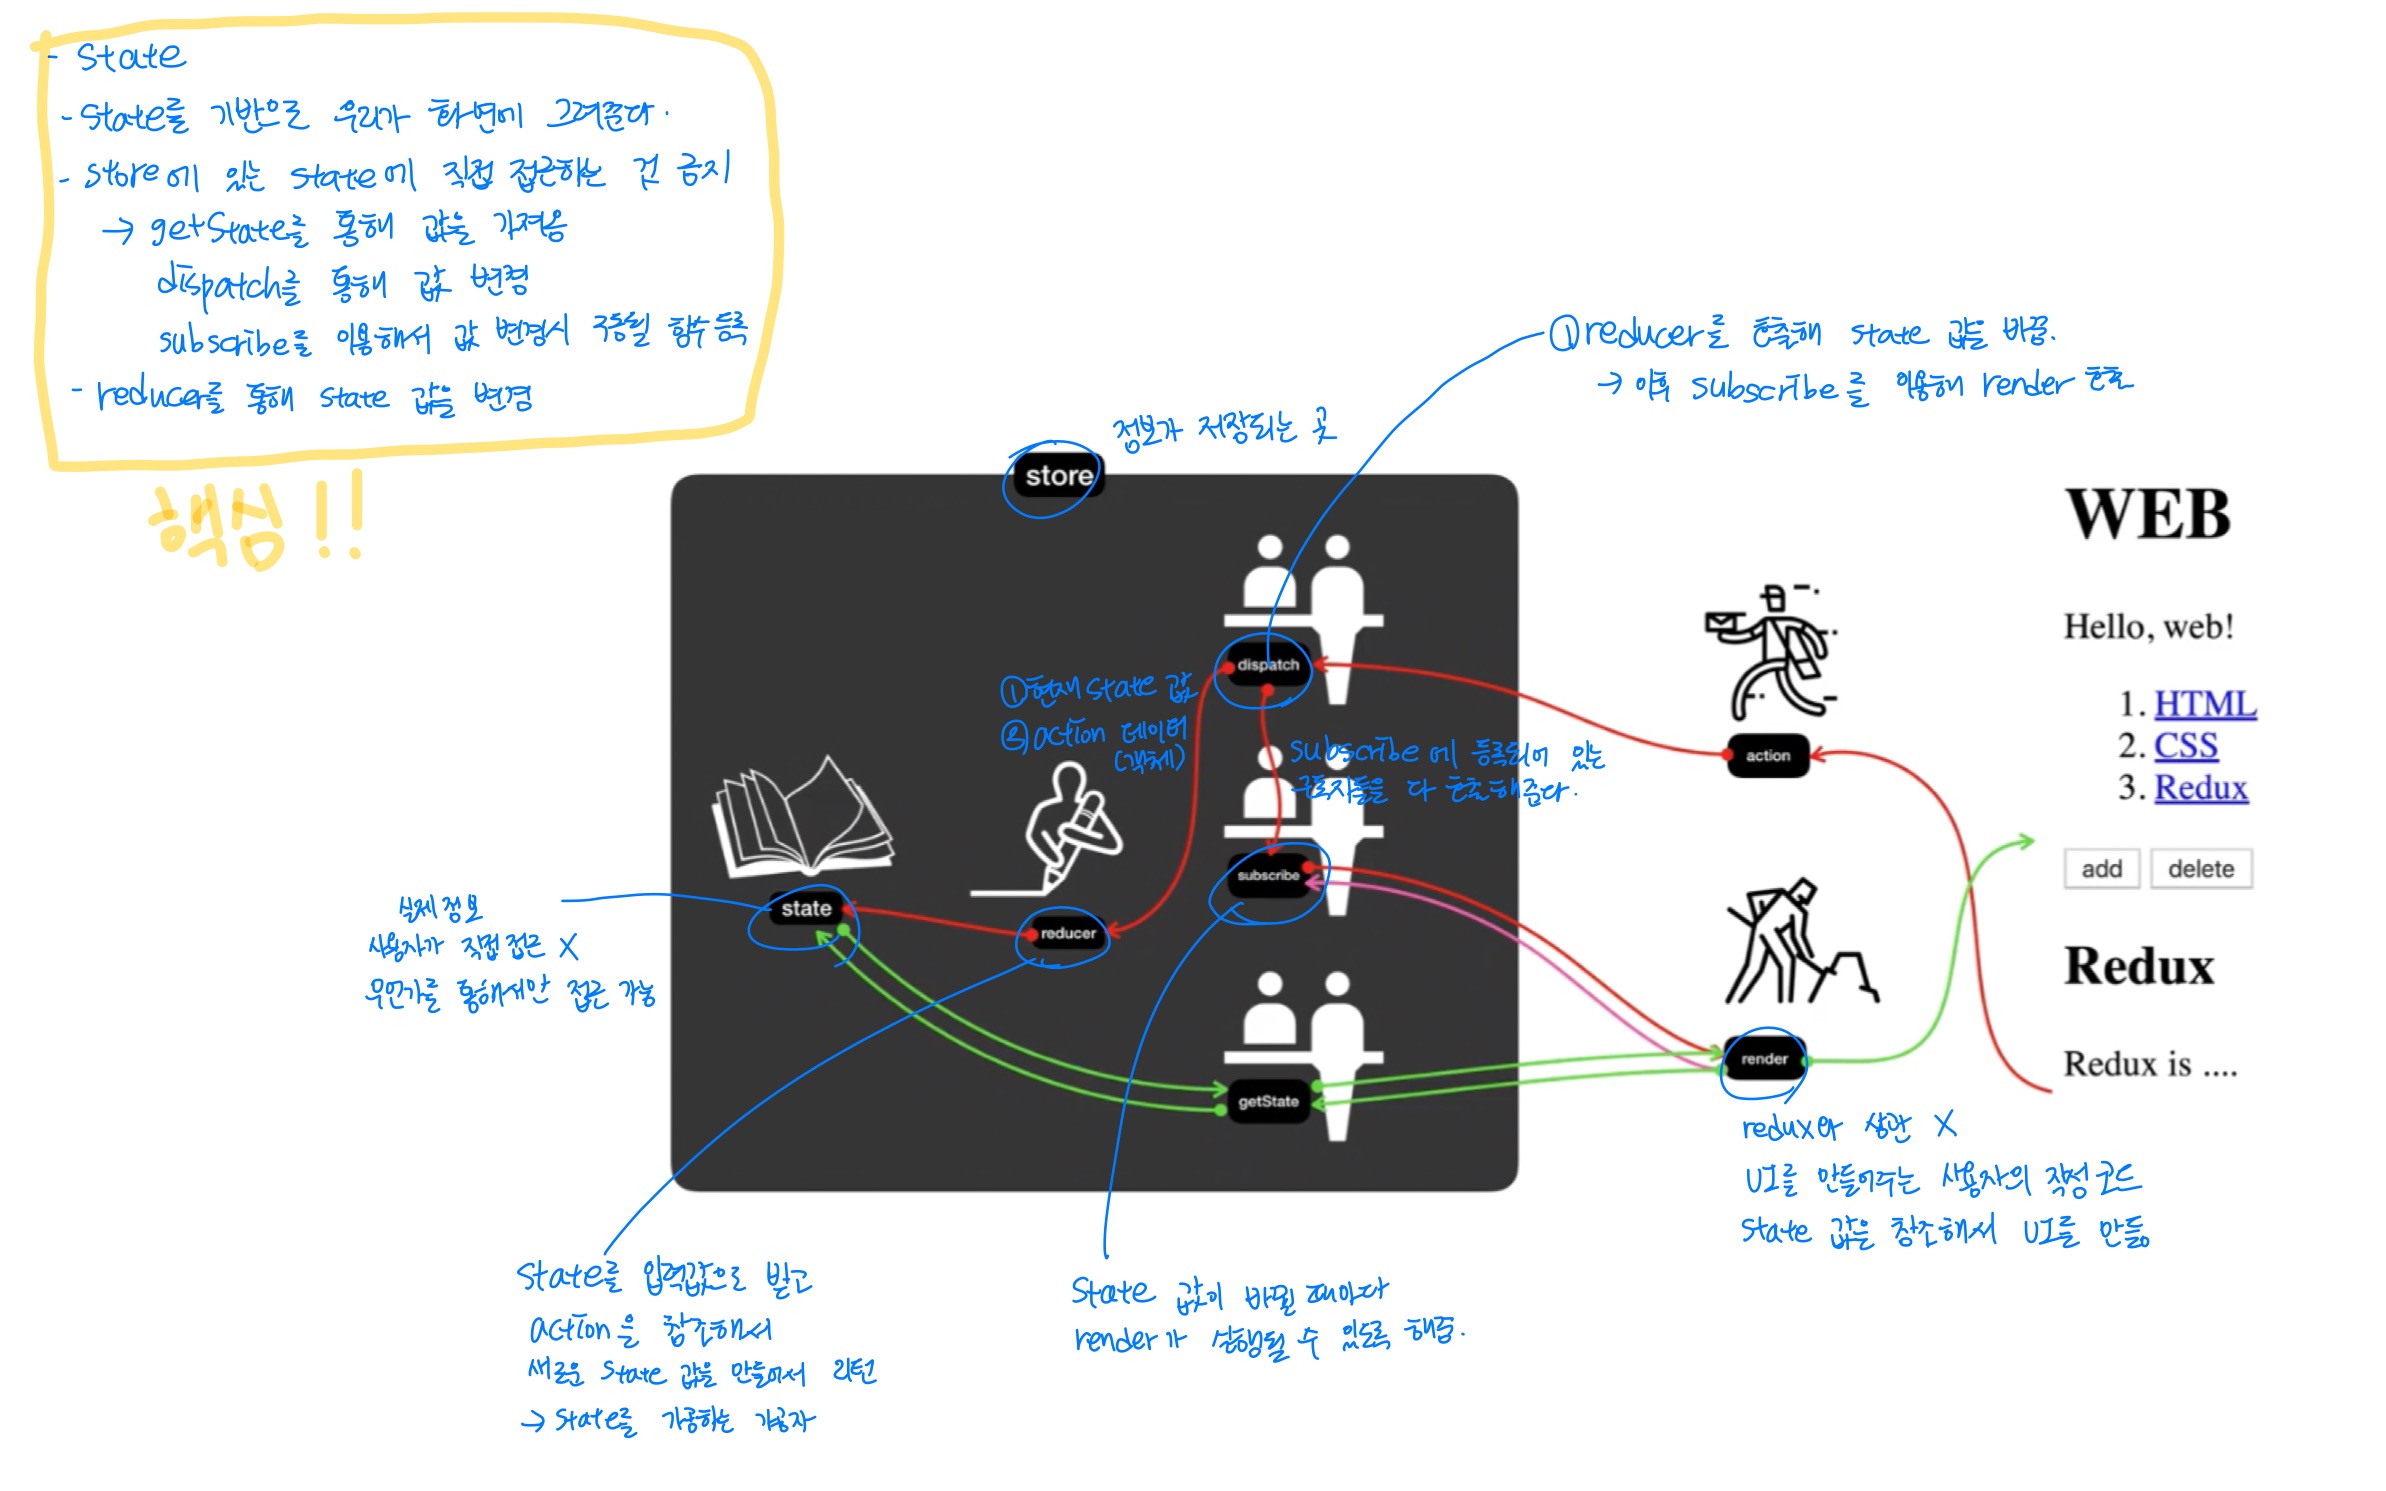 - state
- state를 기반으로 우리가 화면에 그려준다.
- store에 있는 state에 직접 접근하는 것 금지
→ getState를 통해 값을 가져옴
dispatch를 통해 값 변경
subscribe를 이용해서 값 변경시 구동될 함수 등록
- reducer를 통해 state 값을 변경
핵심!!
① reducer를 호출해 state 값을 바꿈.
→ 이후 subscribe를 이용해 render 호출
정보가 저장되는 곳
store
WEB
Hello, web!
1. HTML
2. CSS
3. Redux
add delete
Redux
Redux is ....
dispatch
① 현재 state 값
② action 데이터
(객체)
subscribe에 등록되어 있는
구독자들을 다 호출해준다.
action
subscribe
state
reducer
실제 정보
사용자가 직접 접근 X
무언가를 통해서만 접근 가능
getState
render
redux와 상관 X
UI를 만들어주는 사용자의 작성 코드
state 값을 참조해서 UI를 만듦
state를 입력값으로 받고
action을 참조해서
새로운 state 값을 만들어서 리턴
→ state를 가공하는 가공자
state 값이 바뀔 때마다
render가 실행될 수 있도록 해줌.